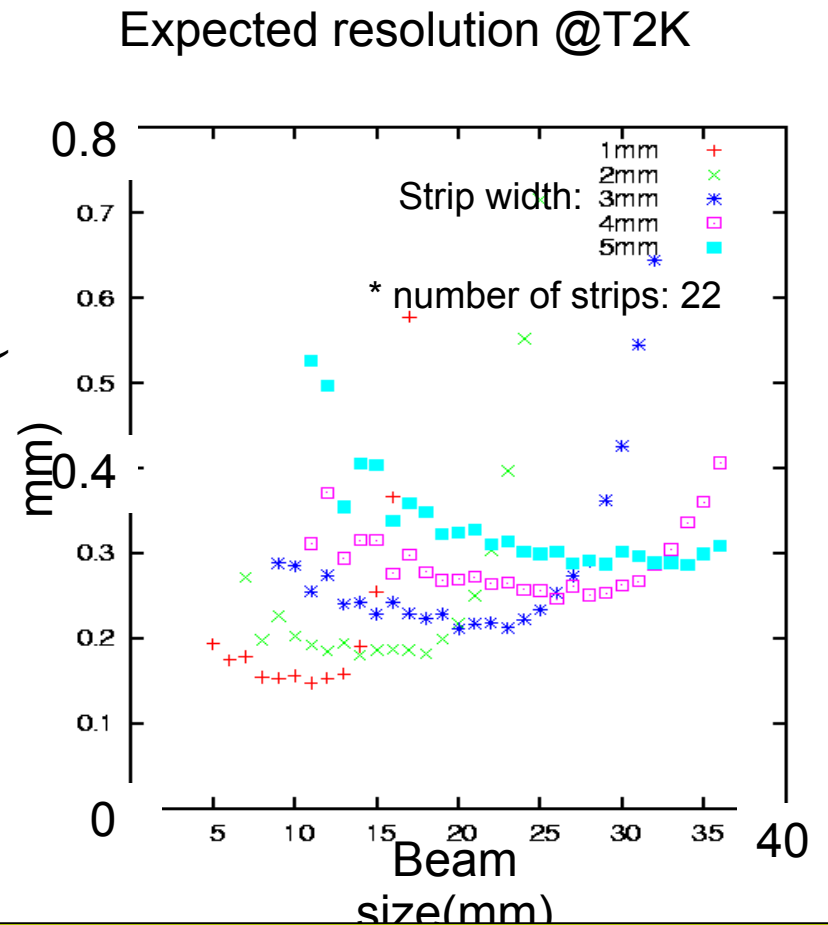 Expected resolution @T2K
0.8
0.7
0.6
0.5
0.4
0.3
0.2
0.1
0
mm)
1mm
2mm
Strip width: 3mm
4mm
5mm
* number of strips: 22
5 10 15 20 25 30 35 40
Beam
size(mm)